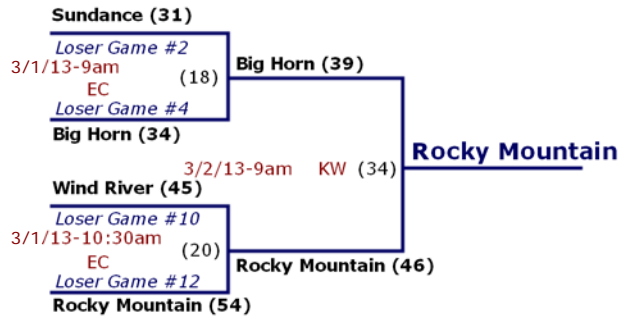 Sundance (31)
Loser Game #2
3/1/13-9am
(18)
EC
Loser Game #4
Big Horn (34)
Big Horn (39)
3/2/13-9am KW (34)
Rocky Mountain
Wind River (45)
Loser Game #10
3/1/13-10:30am
(20)
EC
Loser Game #12
Rocky Mountain (54)
Rocky Mountain (46)